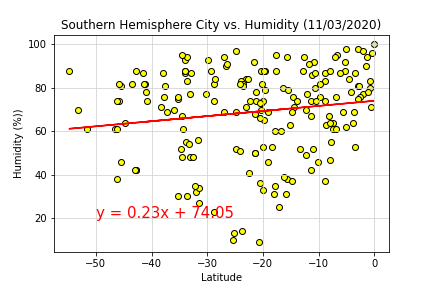 Southern Hemisphere City vs. Humidity (11/03/2020)
100
80
60
40
20
Humidity (%))
y = 0.23x + 74.05
−50 −40 −30 −20 −10 0
Latitude